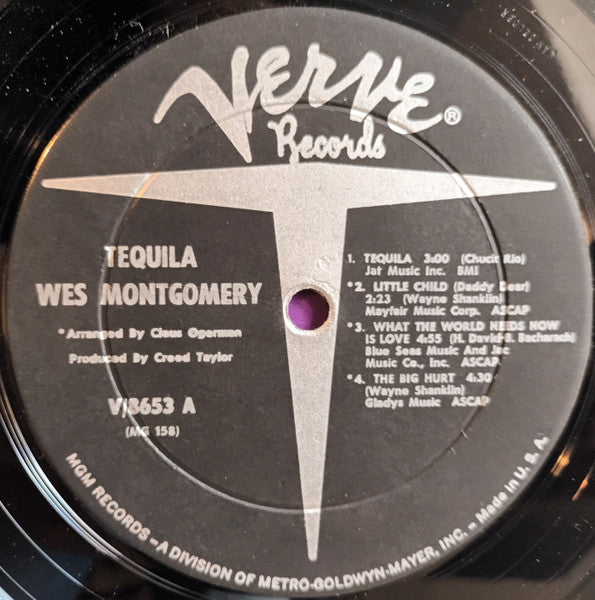 Verve®
Records
TEQUILA
WES MONTGOMERY
*Arranged By Claus Ogerman
Produced By Creed Taylor
V/8653 A
(MG 158)
1. TEQUILA 3:00 (Chuck Rio)
Jat Music Inc. BMI
*2. LITTLE CHILD (Daddy Dear)
2:23 (Wayne Shanklin)
Mayfair Music Corp. ASCAP
*3. WHAT THE WORLD NEEDS NOW
IS LOVE 4:55 (H. David-B. Bacharach)
Blue Seas Music And Jac
Music Co., Inc. ASCAP
*4. THE BIG HURT 4:30
(Wayne Shanklin)
Gladys Music ASCAP
MGM RECORDS—A DIVISION OF METRO-GOLDWYN-MAYER, INC.—Made in U. S. A.